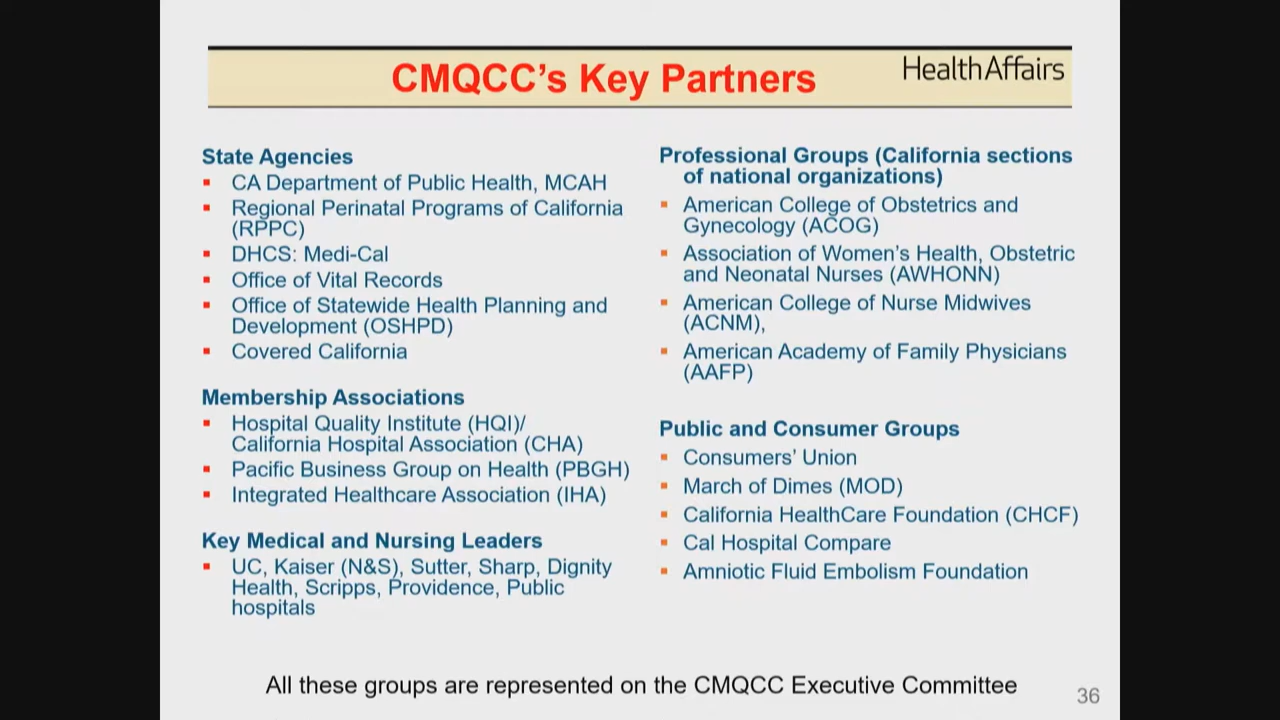 CMQCC's Key Partners
HealthAffairs
State Agencies
CA Department of Public Health, MCAH
Regional Perinatal Programs of California
(RPPC)
DHCS: Medi-Cal
Office of Vital Records
Office of Statewide Health Planning and
Development (OSHPD)
Covered California
Membership Associations
Hospital Quality Institute (HQI)/
California Hospital Association (CHA)
Pacific Business Group on Health (PBGH)
Integrated Healthcare Association (IHA)
Key Medical and Nursing Leaders
UC, Kaiser (N&S), Sutter, Sharp, Dignity
Health, Scripps, Providence, Public
hospitals
Professional Groups (California sections
of national organizations)
American College of Obstetrics and
Gynecology (ACOG)
Association of Women's Health, Obstetric
and Neonatal Nurses (AWHONN)
American College of Nurse Midwives
(ACNM),
American Academy of Family Physicians
(AAFP)
Public and Consumer Groups
Consumers' Union
March of Dimes (MOD)
California HealthCare Foundation (CHCF)
Cal Hospital Compare
Amniotic Fluid Embolism Foundation
All these groups are represented on the CMQCC Executive Committee
36